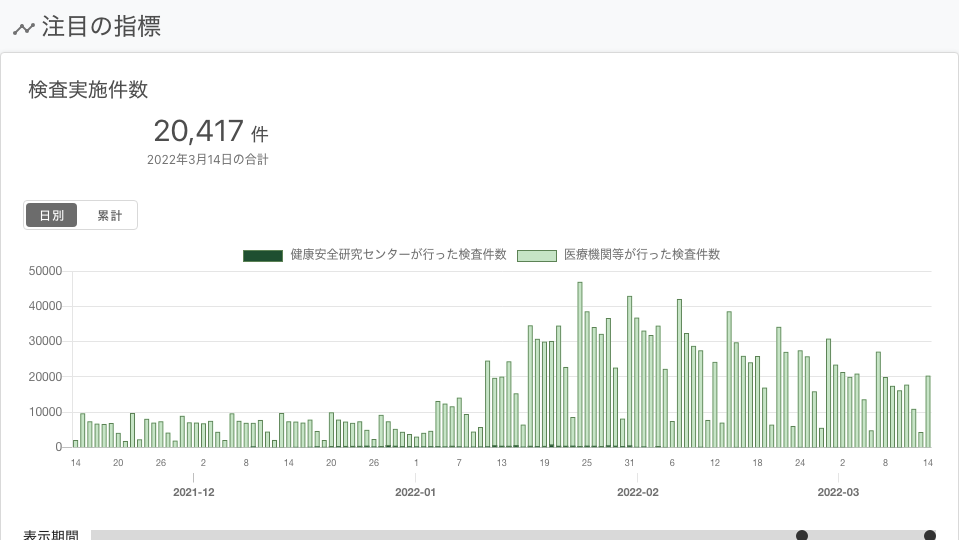 注目の指標
検査実施件数
20,417 件
2022年3月14日の合計
日別 累計
健康安全研究センターが行った検査件数 医療機関等が行った検査件数
50000
40000
30000
20000
10000
0
14 20 26 2 8 14 20 26 1 7 13 19 25 31 6 12 18 24 2 8 14
2021-12 2022-01 2022-02 2022-03
表示期間